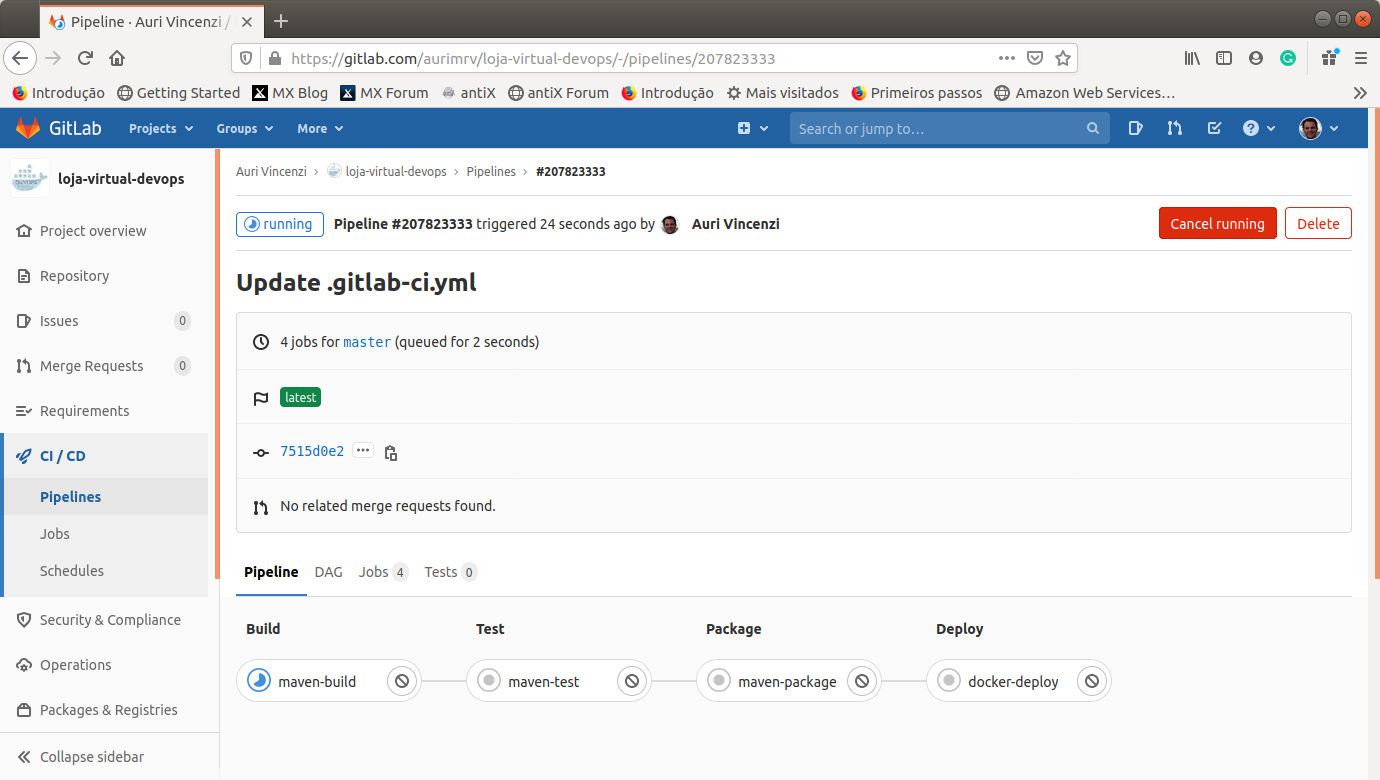 Pipeline · Auri Vincenzi /
https://gitlab.com/aurimrv/loja-virtual-devops/-/pipelines/207823333
Introdução Getting Started MX Blog MX Forum antiX antiX Forum Introdução Mais visitados Primeiros passos Amazon Web Services…
GitLab Projects Groups More Search or jump to…
DEVOPS loja-virtual-devops
Project overview
Repository
Issues 0
Merge Requests 0
Requirements
CI / CD
Pipelines
Jobs
Schedules
Security & Compliance
Operations
Packages & Registries
Collapse sidebar
Auri Vincenzi › loja-virtual-devops › Pipelines › #207823333
running Pipeline #207823333 triggered 24 seconds ago by Auri Vincenzi Cancel running Delete
Update .gitlab-ci.yml
4 jobs for master (queued for 2 seconds)
latest
7515d0e2
No related merge requests found.
Pipeline DAG Jobs 4 Tests 0
Build Test Package Deploy
maven-build maven-test maven-package docker-deploy